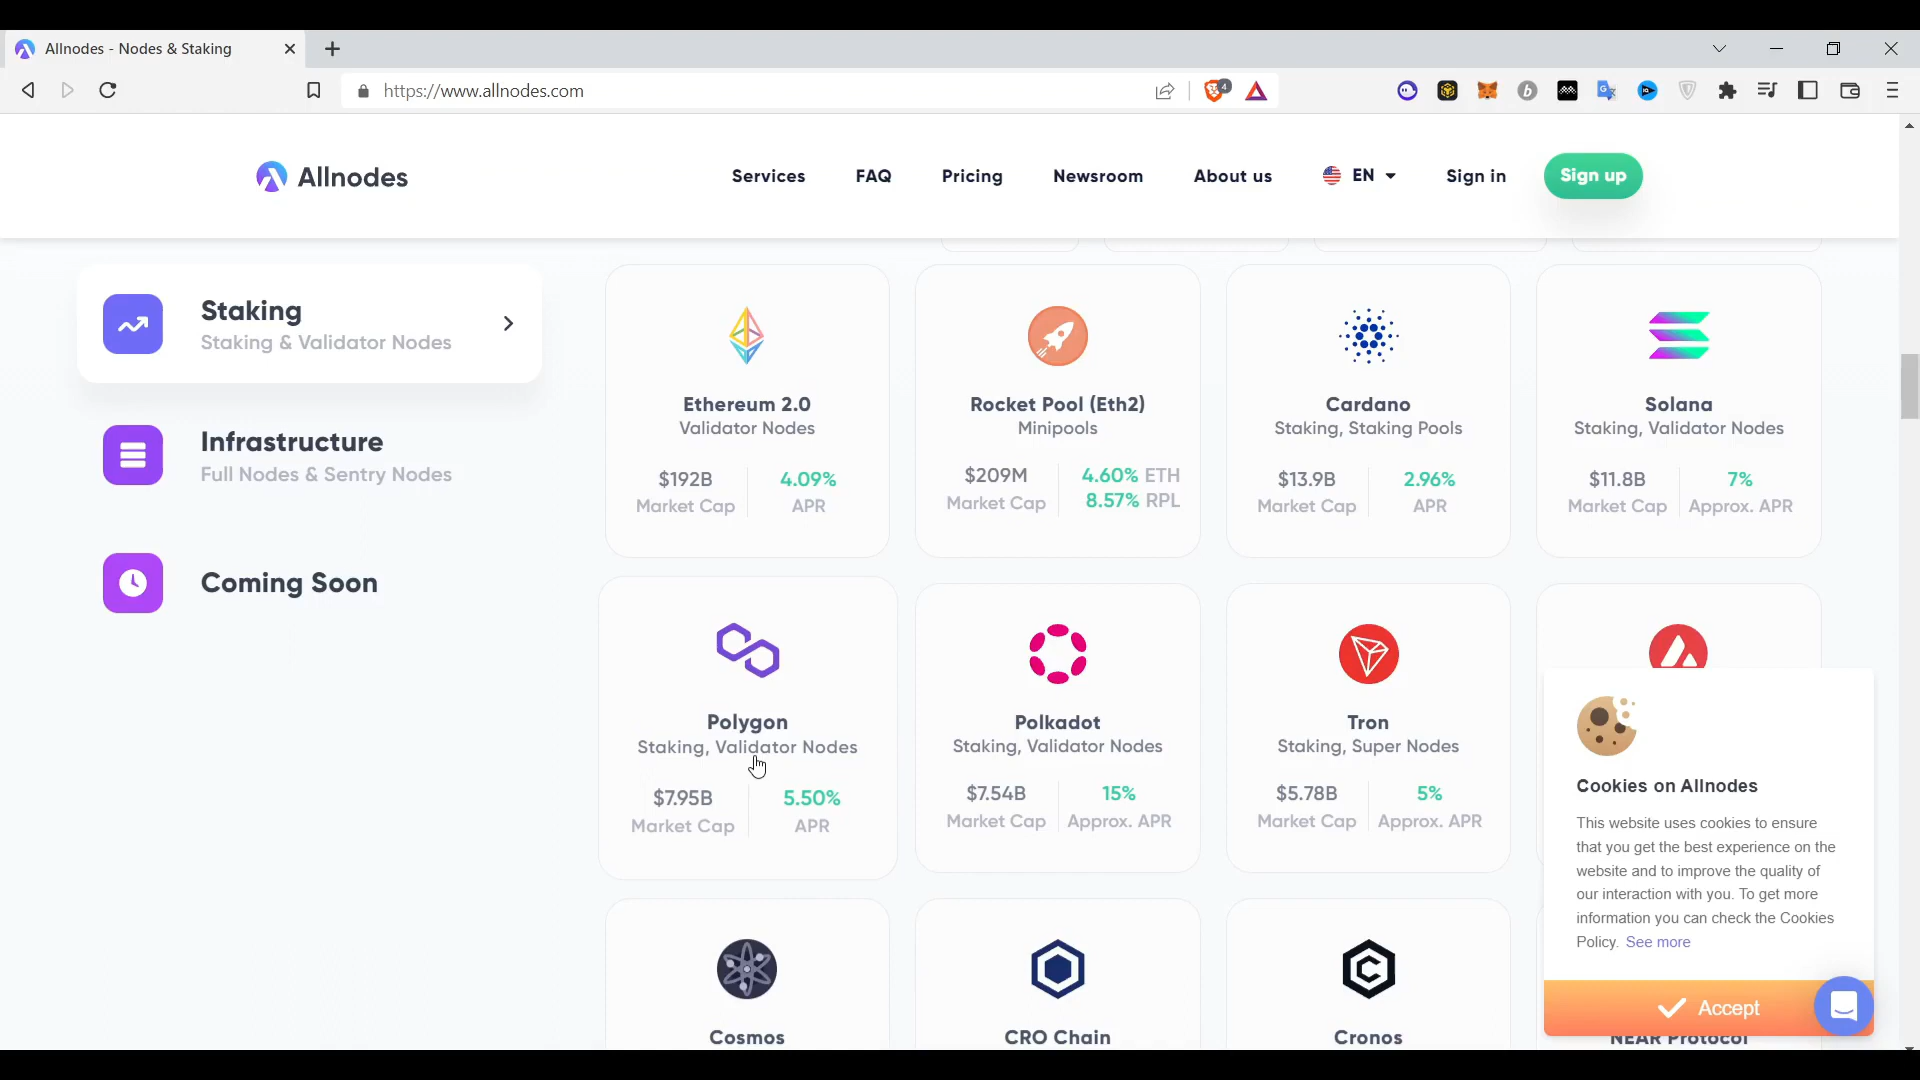 Allnodes - Nodes & Staking
https://www.allnodes.com
4
Allnodes
Services
FAQ
Pricing
Newsroom
About us
EN
Sign in
Sign up
Staking
Staking & Validator Nodes
Infrastructure
Full Nodes & Sentry Nodes
Coming Soon
Ethereum 2.0
Validator Nodes
$192B
Market Cap
4.09%
APR
Rocket Pool (Eth2)
Minipools
$209M
Market Cap
4.60% ETH
8.57% RPL
Cardano
Staking, Staking Pools
$13.9B
Market Cap
2.96%
APR
Solana
Staking, Validator Nodes
$11.8B
Market Cap
7%
Approx. APR
Polygon
Staking, Validator Nodes
$7.95B
Market Cap
5.50%
APR
Polkadot
Staking, Validator Nodes
$7.54B
Market Cap
15%
Approx. APR
Tron
Staking, Super Nodes
$5.78B
Market Cap
5%
Approx. APR
Cosmos
CRO Chain
Cronos
NEAR Protocol
Cookies on Allnodes
This website uses cookies to ensure
that you get the best experience on the
website and to improve the quality of
our interaction with you. To get more
information you can check the Cookies
Policy. See more
Accept